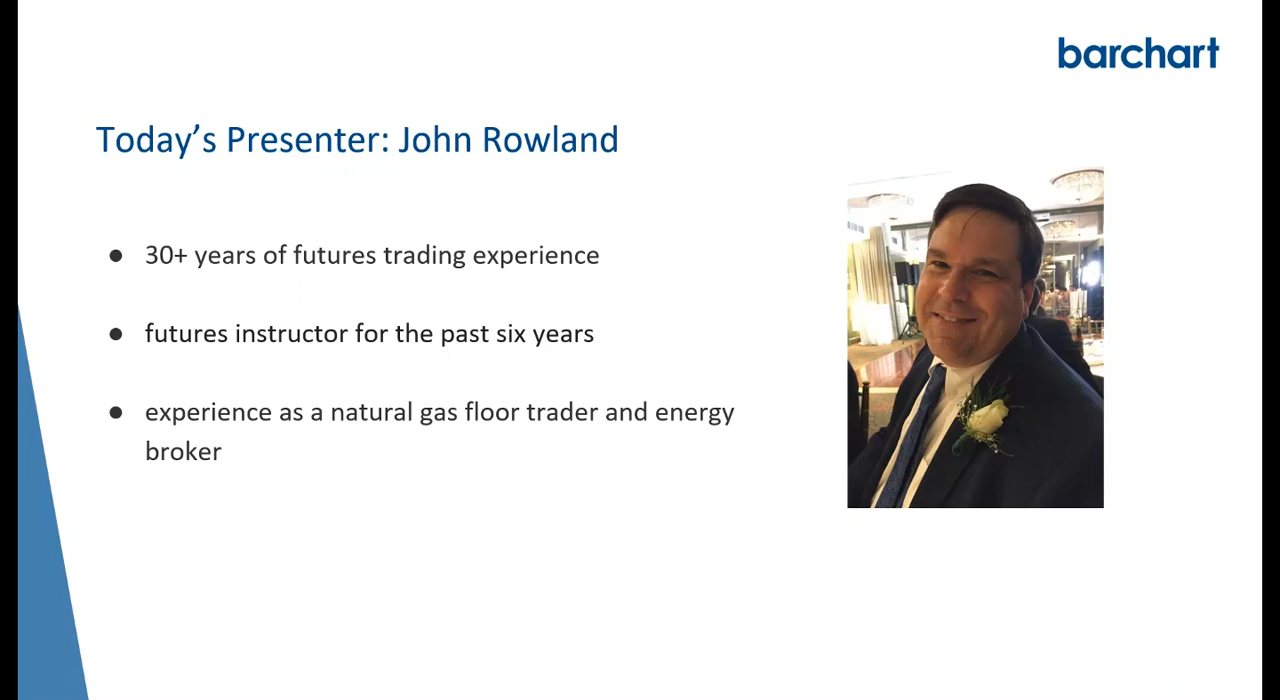 barchart
Today’s Presenter: John Rowland
● 30+ years of futures trading experience
● futures instructor for the past six years
● experience as a natural gas floor trader and energy
broker